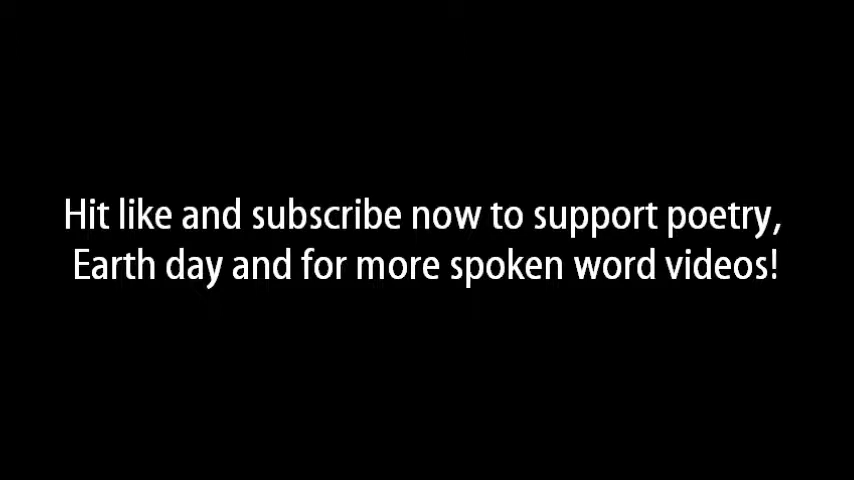 Hit like and subscribe now to support poetry,
Earth day and for more spoken word videos!